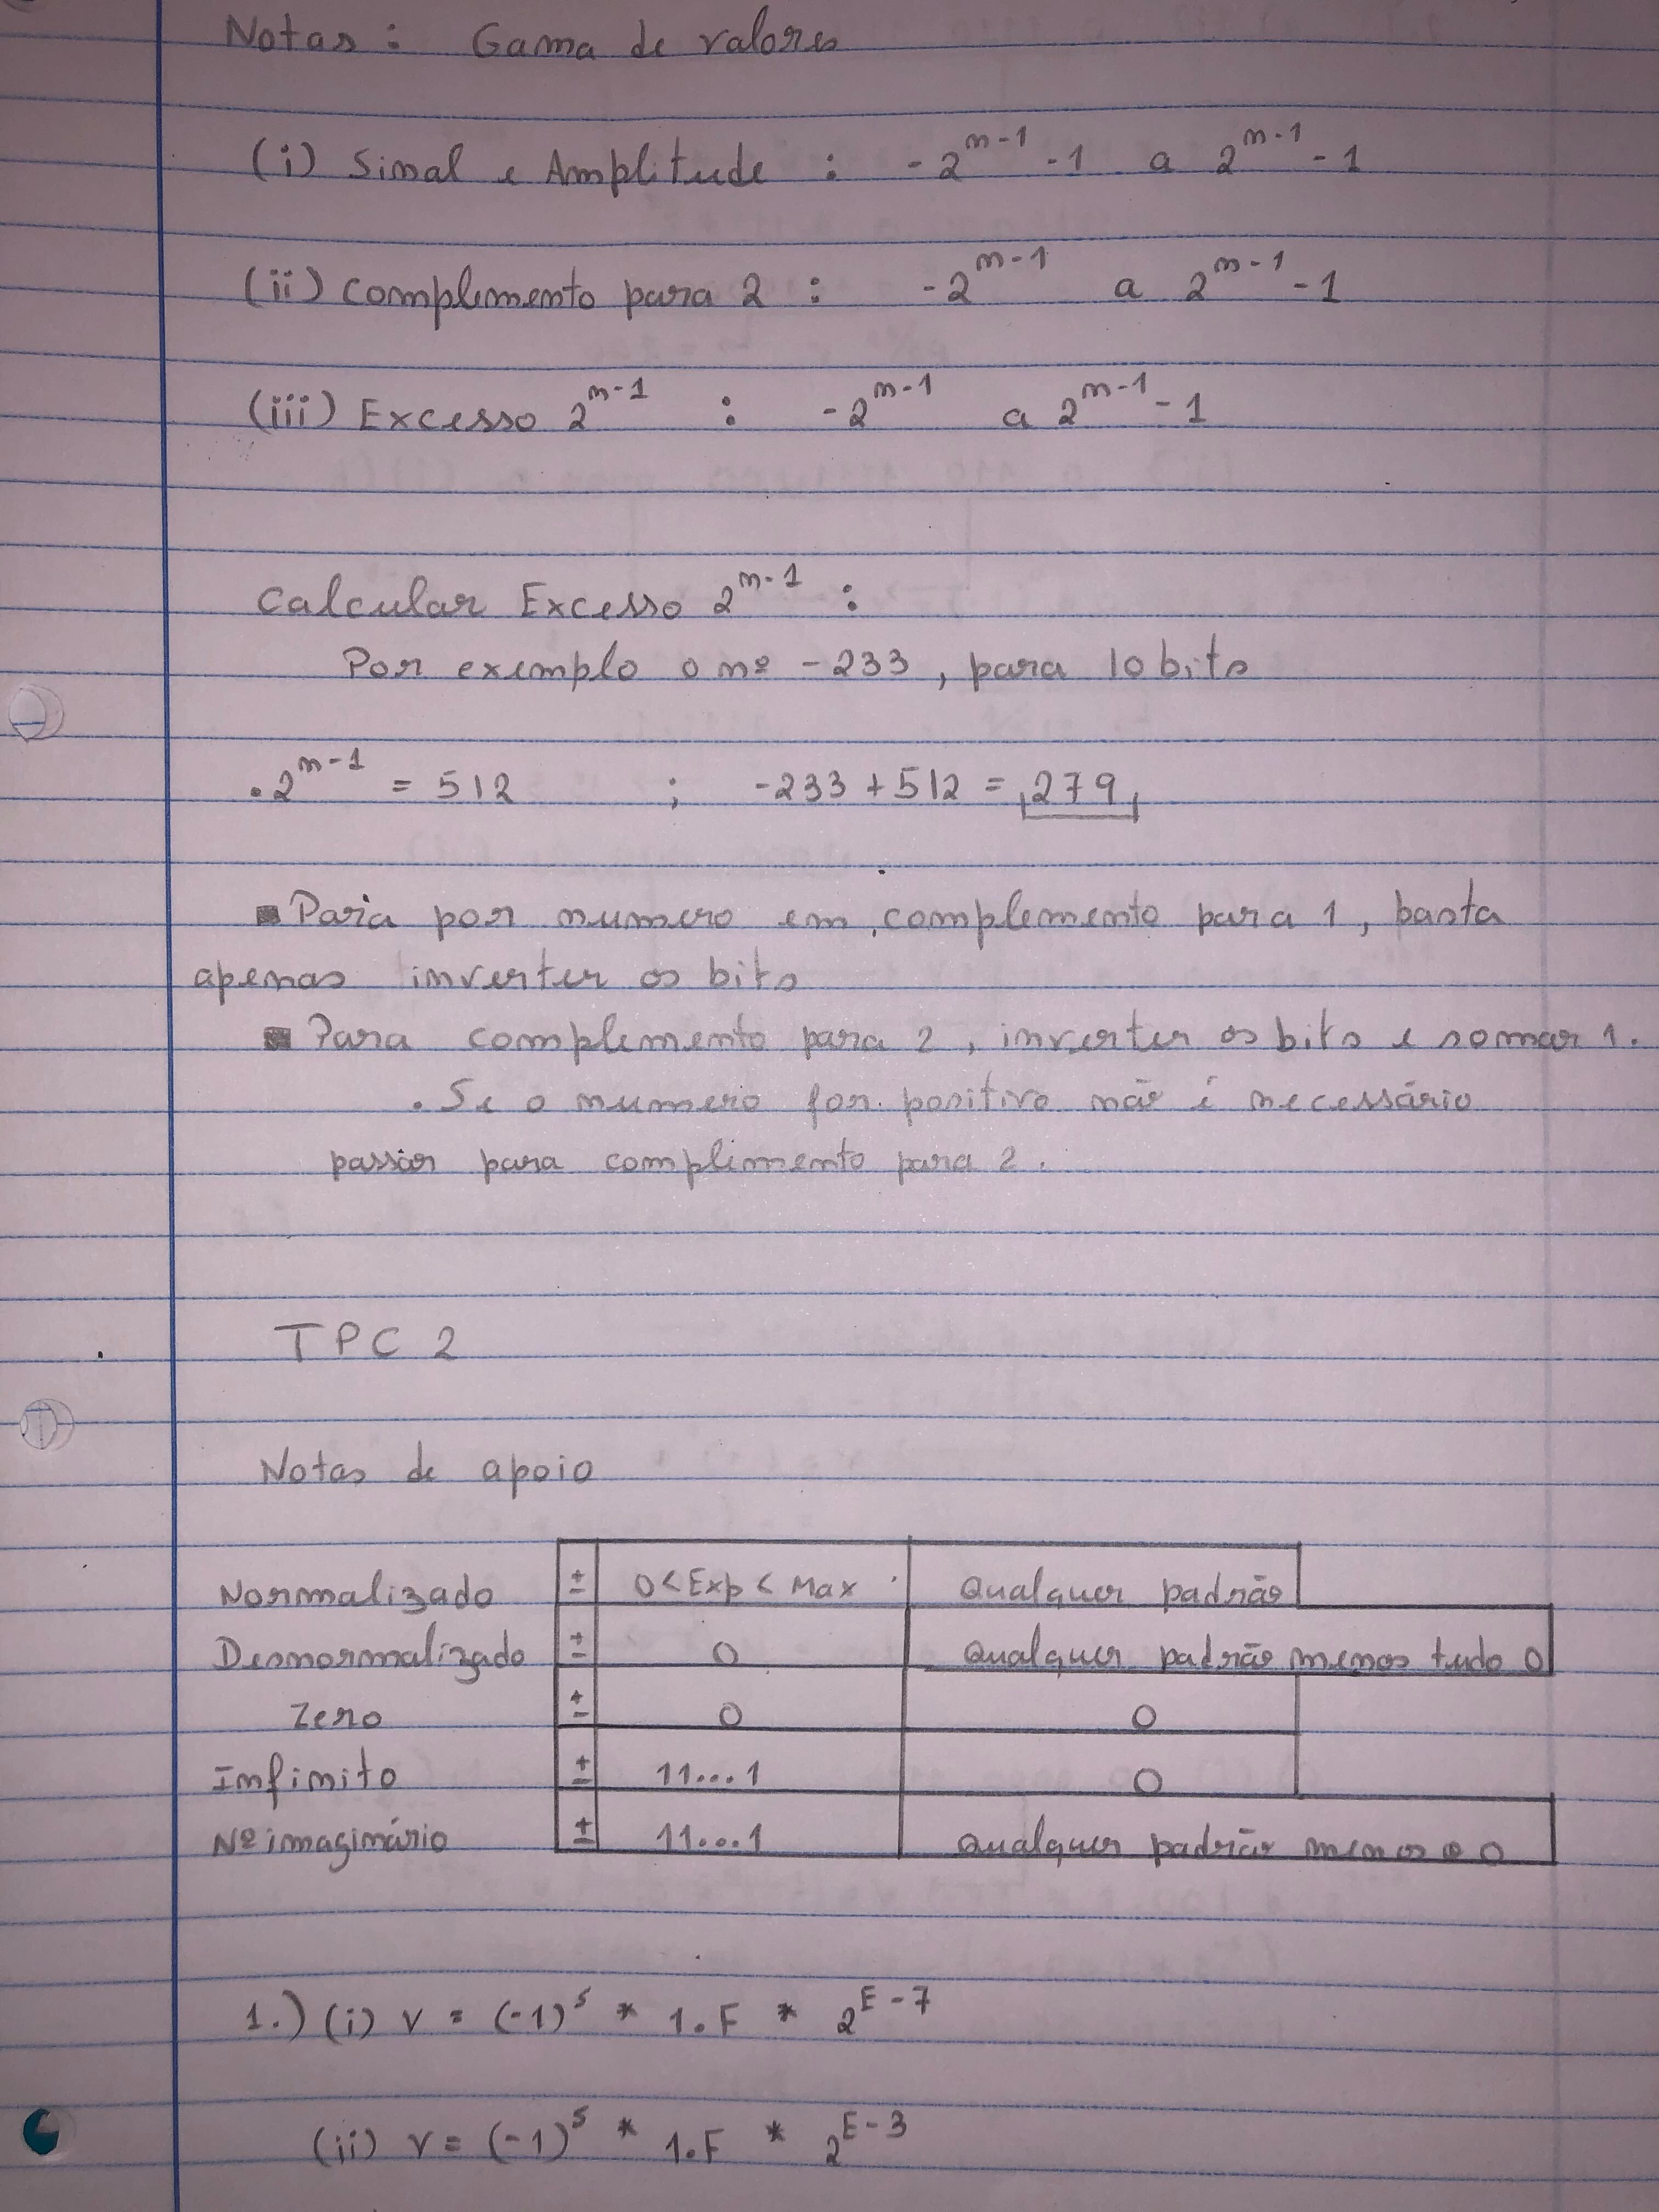 Notas : Gama de valores
(i) Sinal e Amplitude : -2^n-1 -1 a 2^n-1 -1
(ii) Complemento para 2 : -2^n-1 a 2^n-1 -1
(iii) Excesso 2^n-1 : -2^n-1 a 2^n-1 -1
Calcular Excesso 2^n-1 :
Por exemplo o nº -233, para 10 bits
. 2^n-1 = 512 ; -233 + 512 = 279
■ Para por numero em complemento para 1, basta
apenas inverter os bits
■ Para complemento para 2, inverter os bits e somar 1.
. Se o numero for positivo não é necessário
passar para complimento para 2.
TPC 2
Notas de apoio
Normalizado ± 0 < Exp < Max Qualquer padrão
Desnormalizado ± 0 Qualquer padrão menos tudo 0
Zero ± 0 0
Infinito ± 11...1 0
Nº imaginário ± 11...1 Qualquer padrão menos o 0
1.) (i) V = (-1)^S * 1.F * 2^E-7
(ii) V = (-1)^S * 1.F * 2^E-3